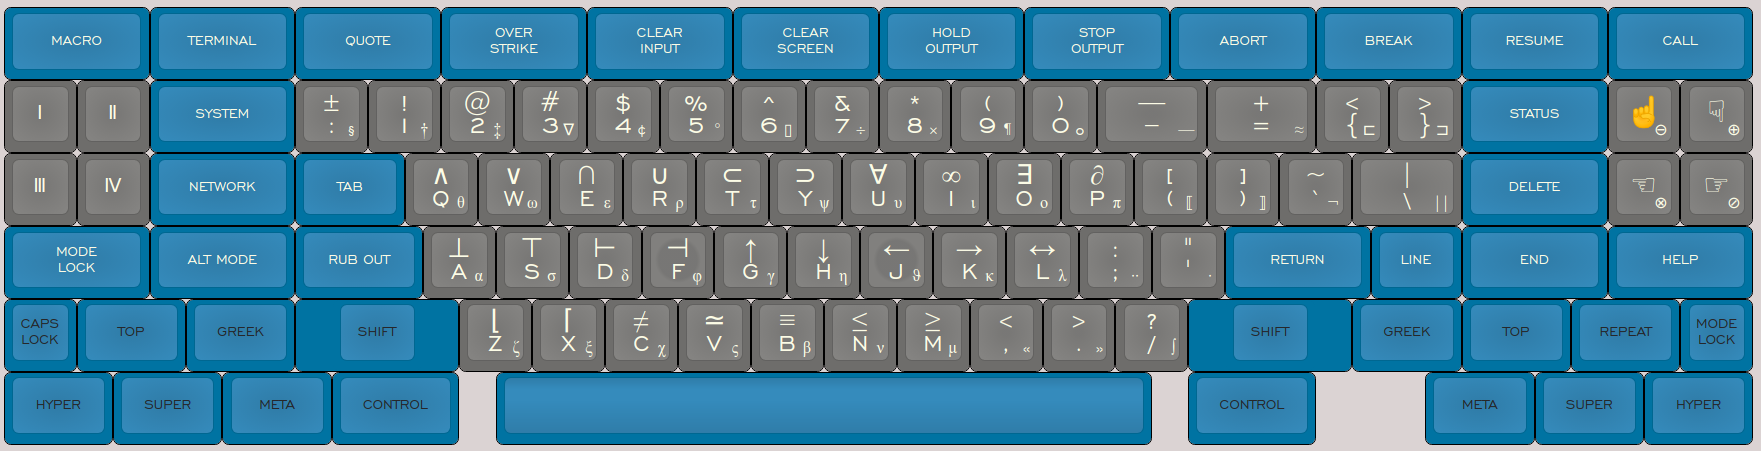 MACRO TERMINAL QUOTE OVER STRIKE CLEAR INPUT CLEAR SCREEN HOLD OUTPUT STOP OUTPUT ABORT BREAK RESUME CALL
I II SYSTEM ± : § ! 1 † @ 2 ‡ # 3 ∇ $ 4 ¢ % 5 ° ^ 6 ▯ & 7 ÷ * 8 × ( 9 ¶ ) 0 ○ — – — + = ≈ < { ⊏ > } ⊐ STATUS ☝ ⊖ ☟ ⊕
III IV NETWORK TAB ∧ Q θ ∨ W ω ∩ E ε ∪ R ρ ⊂ T τ ⊃ Y ψ ∀ U υ ∞ I ι ∃ O ο ∂ P π [ ( ⟦ ] ) ⟧ ~ ` ¬ | \ || DELETE ☜ ⊗ ☞ ⊘
MODE LOCK ALT MODE RUB OUT ⊥ A α ⊤ S σ ⊢ D δ ⊣ F φ ↑ G γ ↓ H η ← J ϑ → K κ ↔ L λ : ; ·· " ' · RETURN LINE END HELP
CAPS LOCK TOP GREEK SHIFT ⌊ Z ζ ⌈ X ξ ≠ C χ ≃ V ς ≡ B β ≤ N ν ≥ M μ < , « > . » ? / ∫ SHIFT GREEK TOP REPEAT MODE LOCK
HYPER SUPER META CONTROL CONTROL META SUPER HYPER